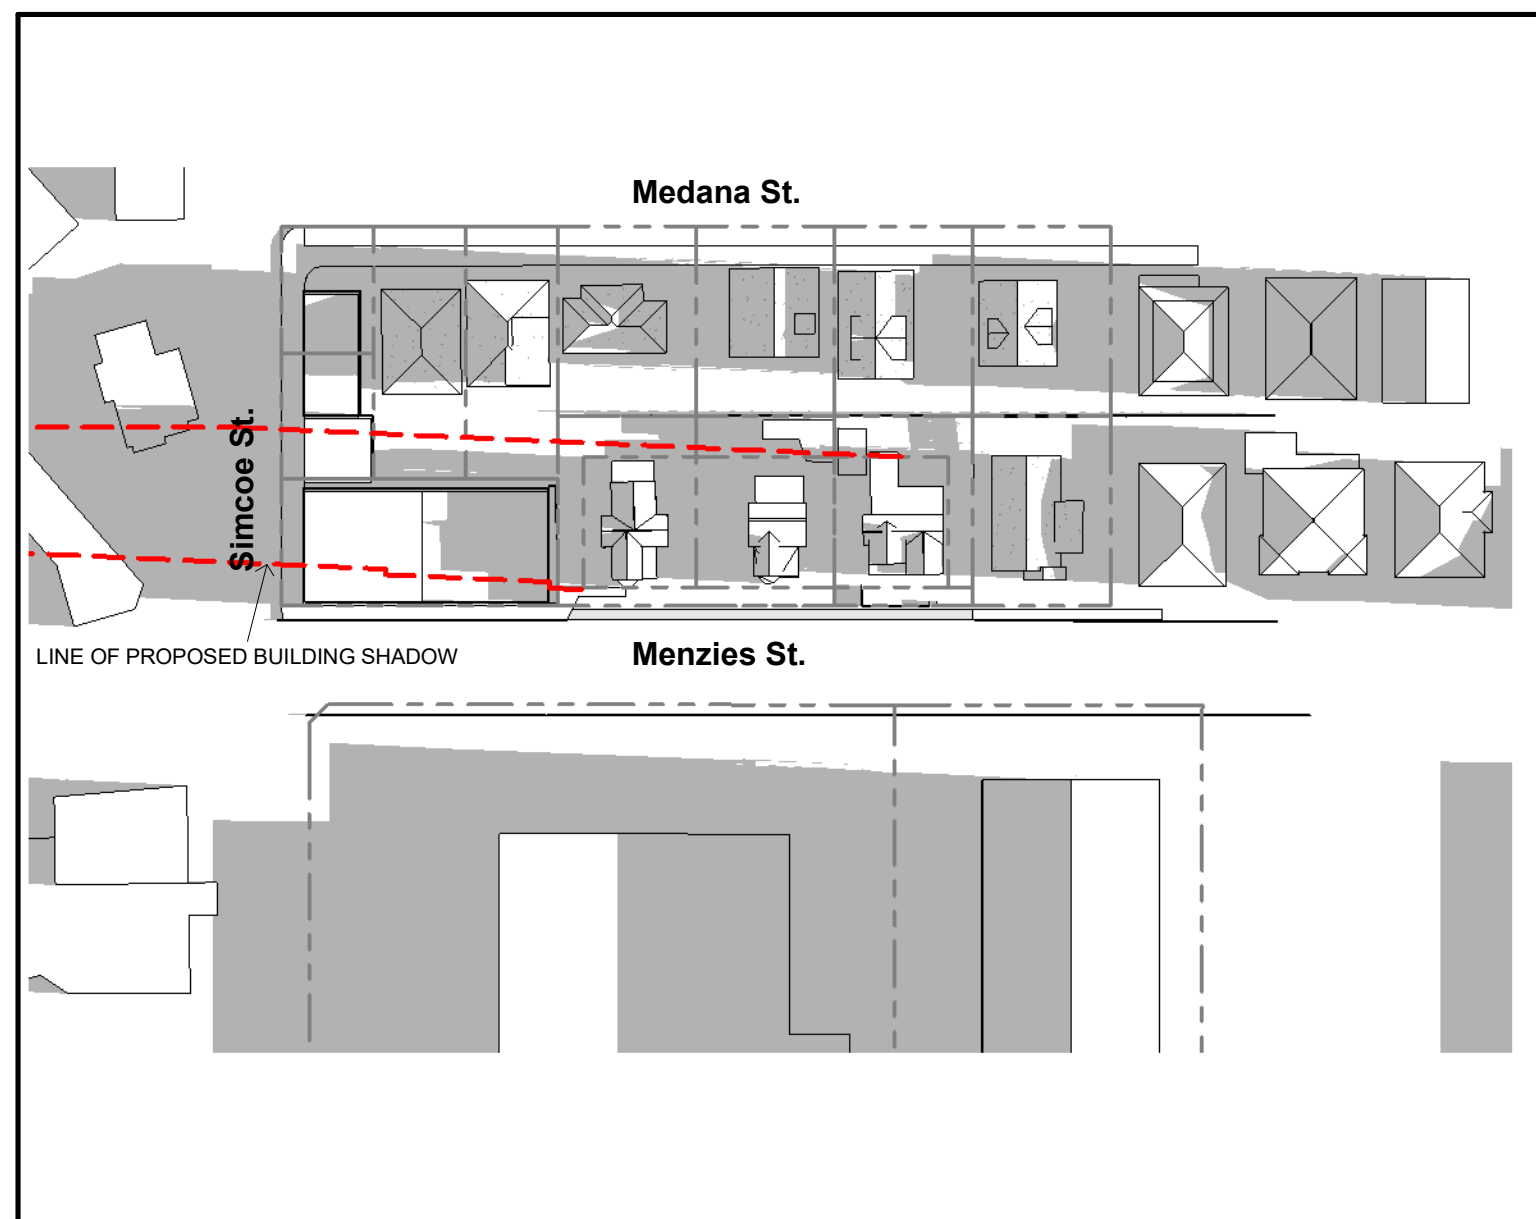 Medana St.
Simcoe St.
LINE OF PROPOSED BUILDING SHADOW
Menzies St.